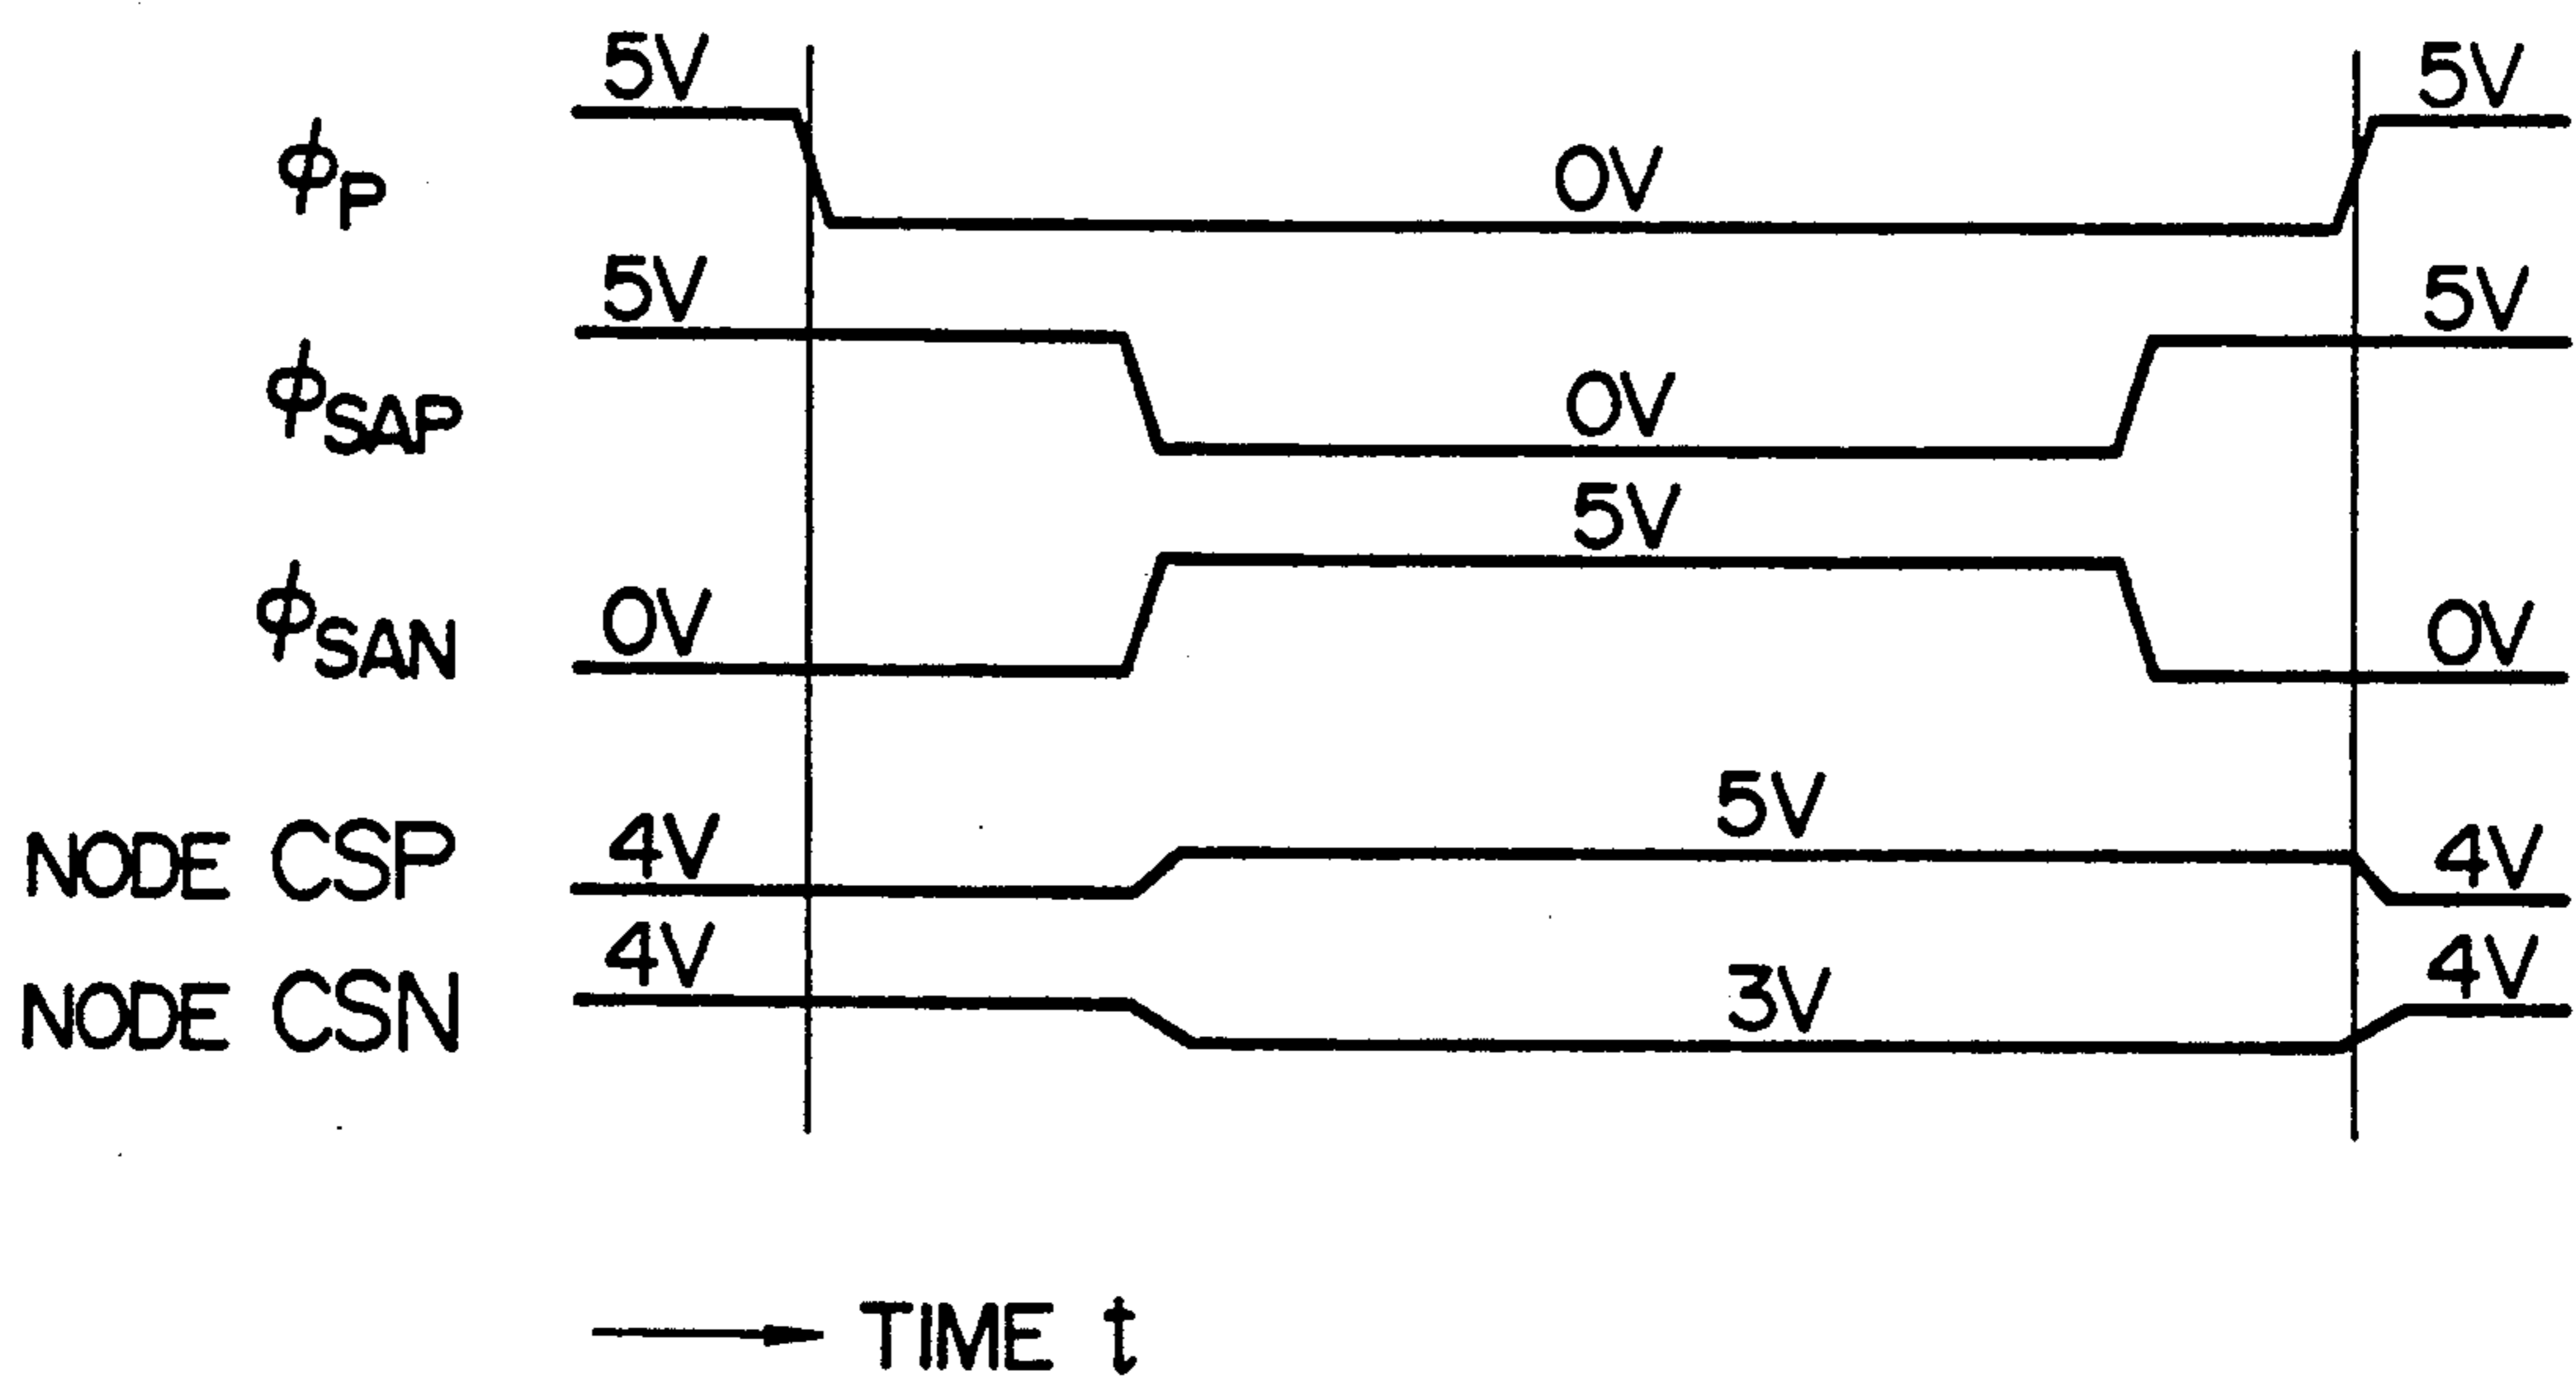 5V 5V
ϕP 0V
5V 5V
ϕSAP 0V
5V
ϕSAN 0V 0V
5V
NODE CSP 4V 4V
4V 4V
NODE CSN 3V
TIME t